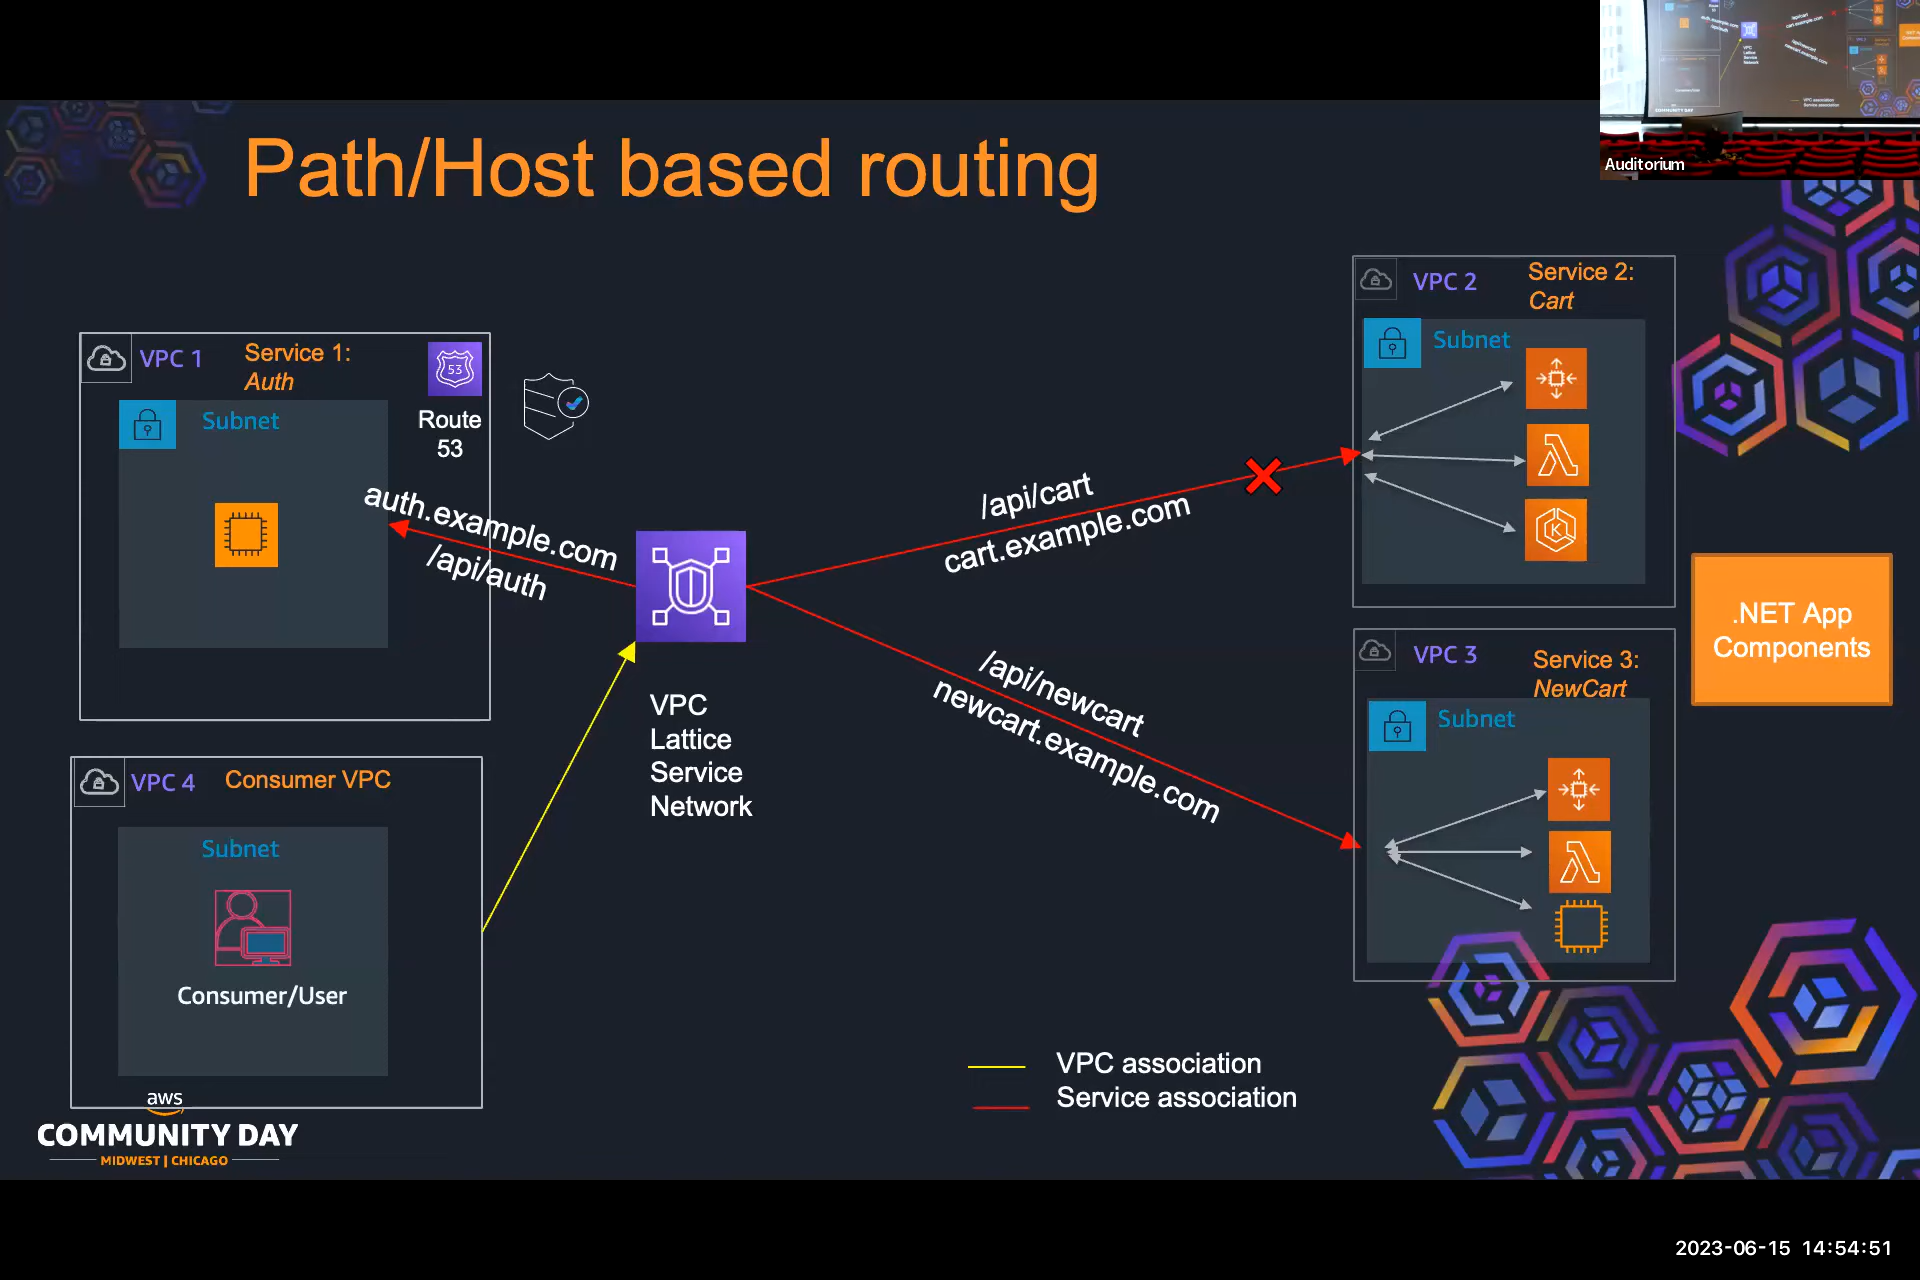 Path/Host based routing
Auditorium
VPC 1
Service 1:
Auth
Subnet
53
Route
53
auth.example.com
/api/auth
VPC
Lattice
Service
Network
/api/cart
cart.example.com
/api/newcart
newcart.example.com
VPC 2
Service 2:
Cart
Subnet
K
VPC 3
Service 3:
NewCart
Subnet
.NET App
Components
VPC 4
Consumer VPC
Subnet
Consumer/User
VPC association
Service association
aws
COMMUNITY DAY
MIDWEST | CHICAGO
2023-06-15 14:54:51